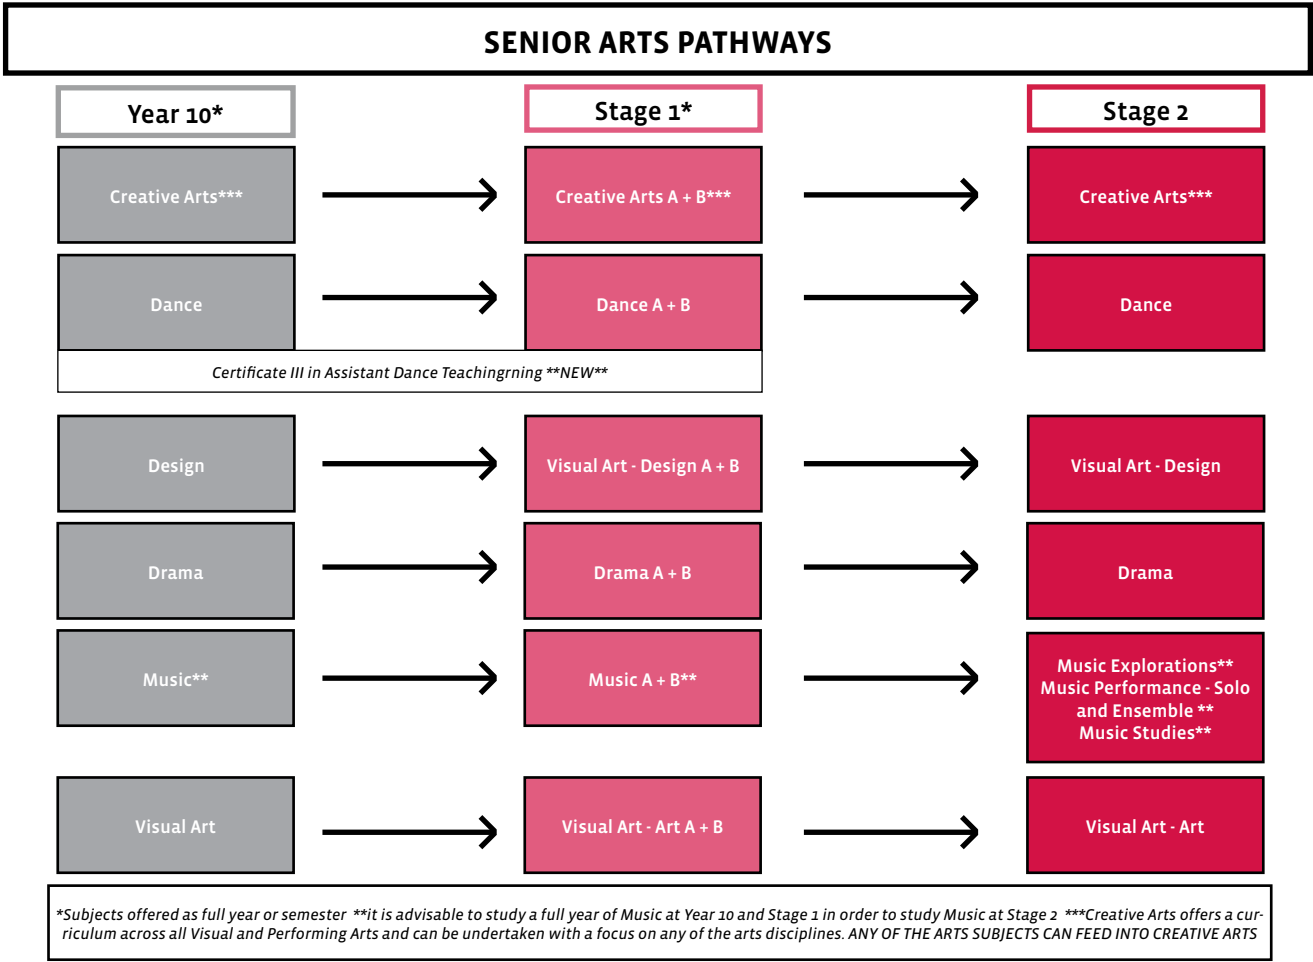 SENIOR ARTS PATHWAYS
Year 10*
Stage 1*
Stage 2
Creative Arts***
Creative Arts A + B***
Creative Arts***
Dance
Dance A + B
Dance
Certificate III in Assistant Dance Teachingrning **NEW**
Design
Visual Art - Design A + B
Visual Art - Design
Drama
Drama A + B
Drama
Music**
Music A + B**
Music Explorations**
Music Performance - Solo
and Ensemble **
Music Studies**
Visual Art
Visual Art - Art A + B
Visual Art - Art
*Subjects offered as full year or semester **it is advisable to study a full year of Music at Year 10 and Stage 1 in order to study Music at Stage 2 ***Creative Arts offers a cur-
riculum across all Visual and Performing Arts and can be undertaken with a focus on any of the arts disciplines. ANY OF THE ARTS SUBJECTS CAN FEED INTO CREATIVE ARTS